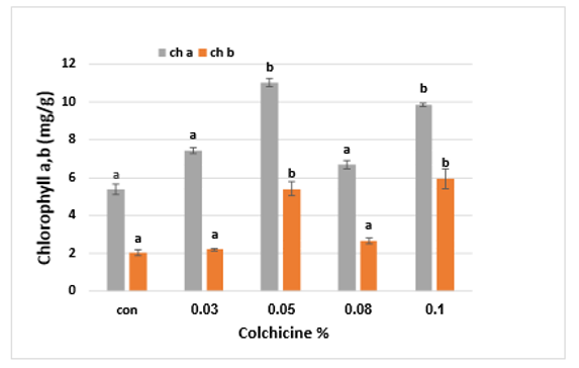 ch a ch b
Chlorophyll a,b (mg/g)
12
10
8
6
4
2
0
a
a
a
a
b
b
a
a
b
b
con 0.03 0.05 0.08 0.1
Colchicine %